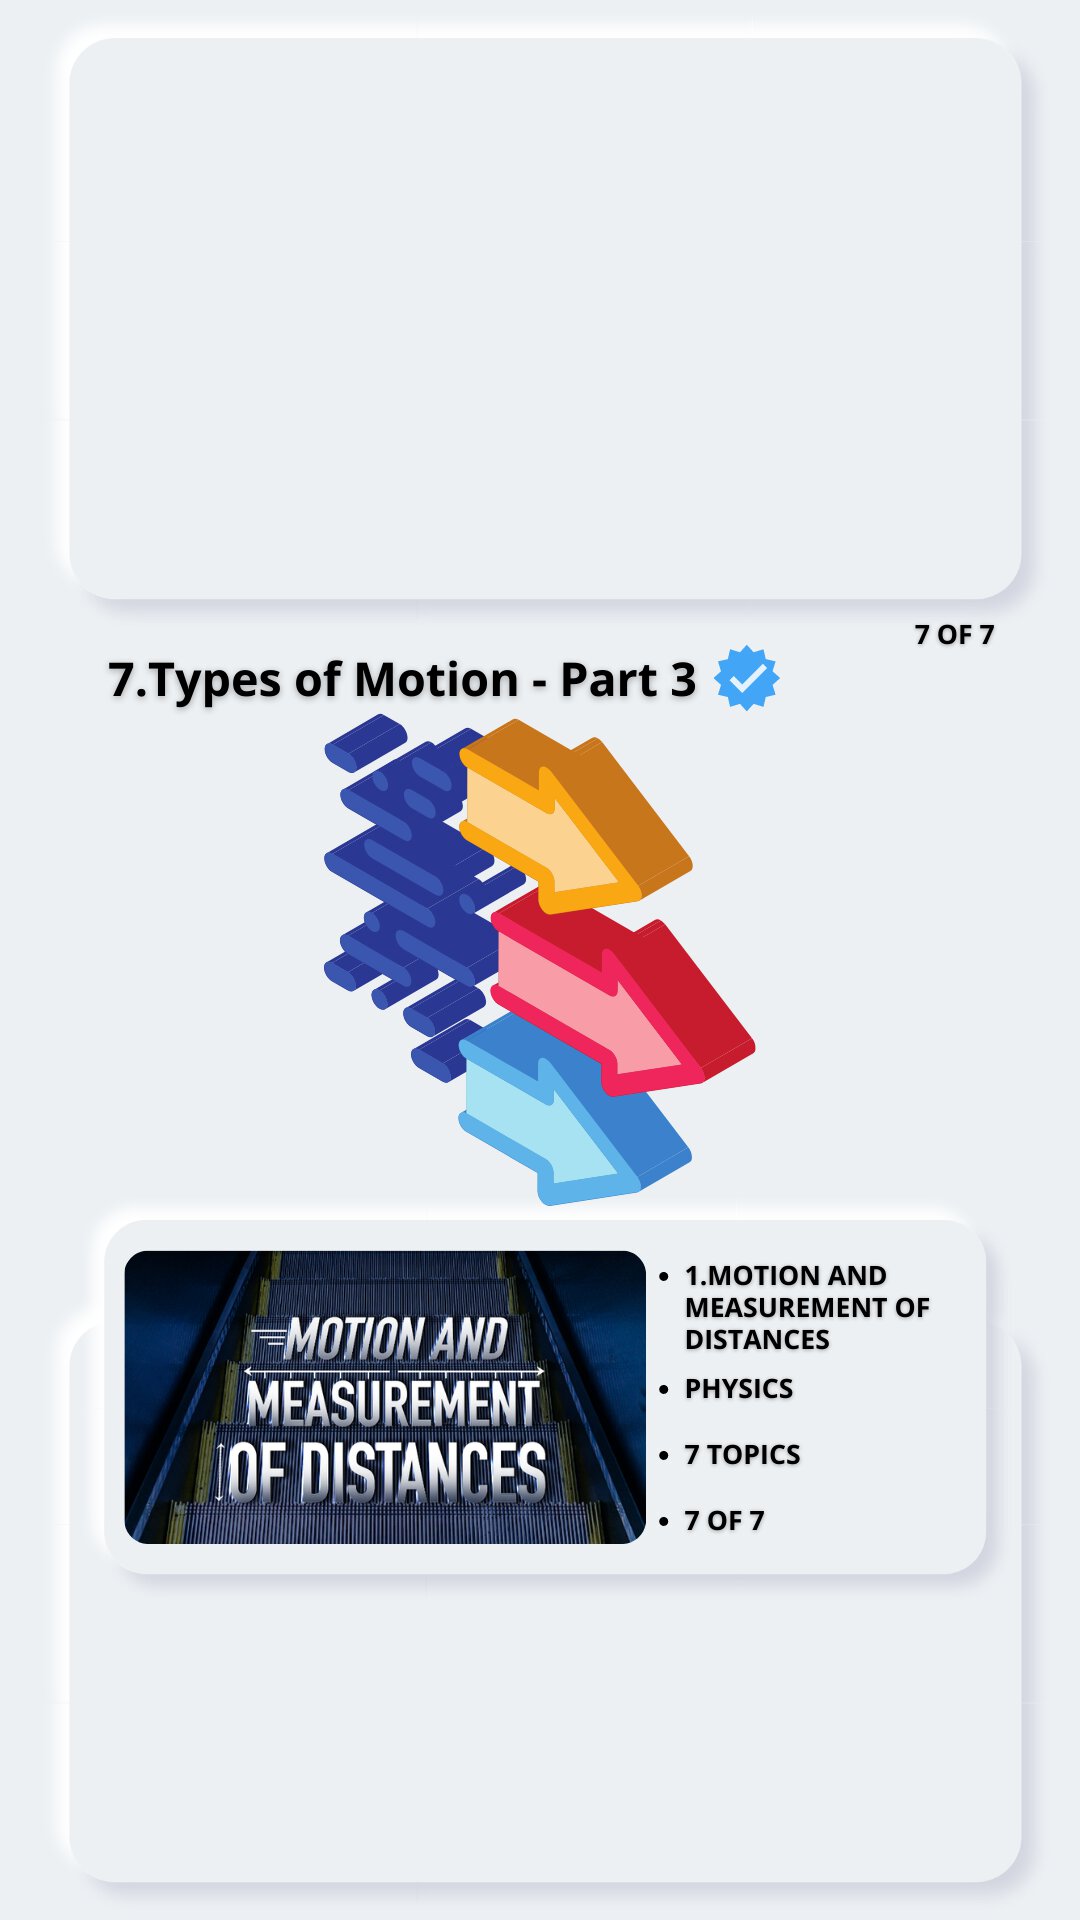 7 OF 7
7.Types of Motion - Part 3
MOTION AND
MEASUREMENT
OF DISTANCES
• 1.MOTION AND
MEASUREMENT OF
DISTANCES
• PHYSICS
• 7 TOPICS
• 7 OF 7